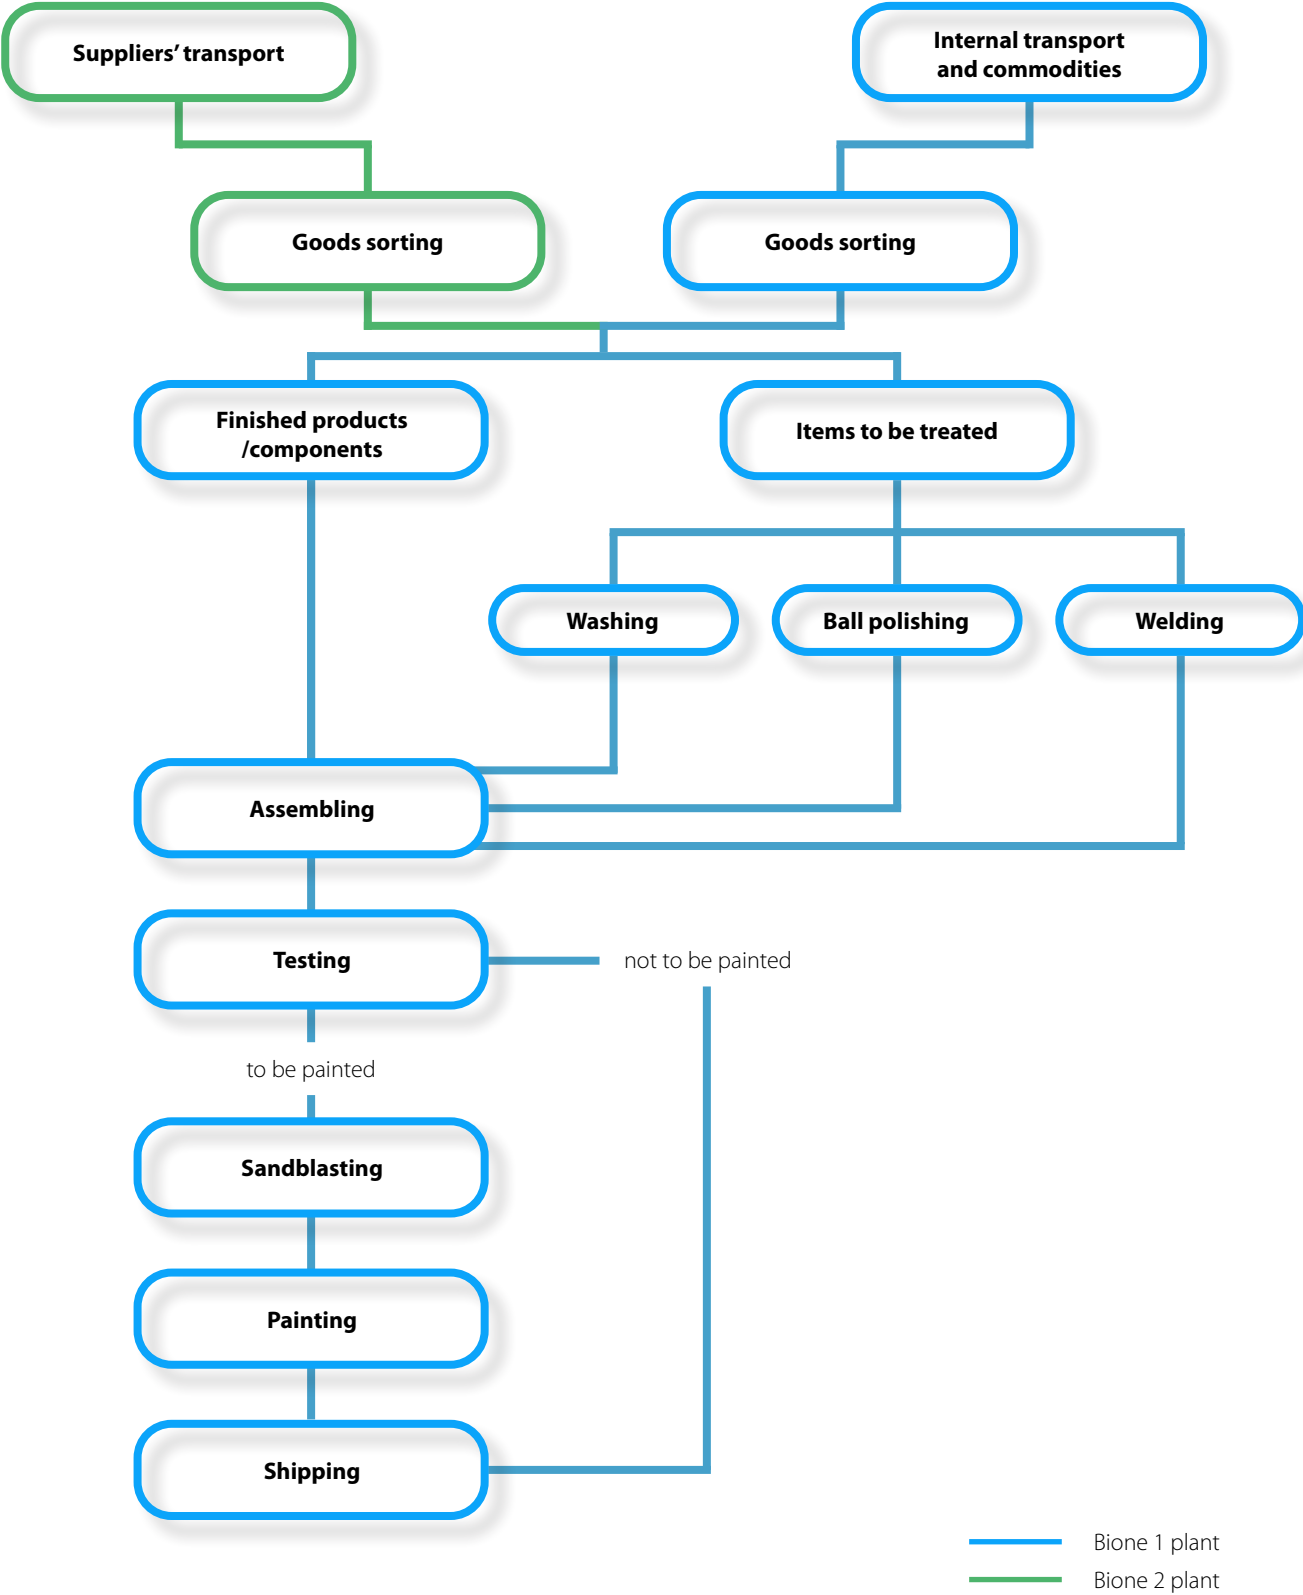 Suppliers’ transport
Internal transport
and commodities
Goods sorting
Goods sorting
Finished products
/components
Items to be treated
Washing
Ball polishing
Welding
Assembling
Testing
not to be painted
to be painted
Sandblasting
Painting
Shipping
Bione 1 plant
Bione 2 plant